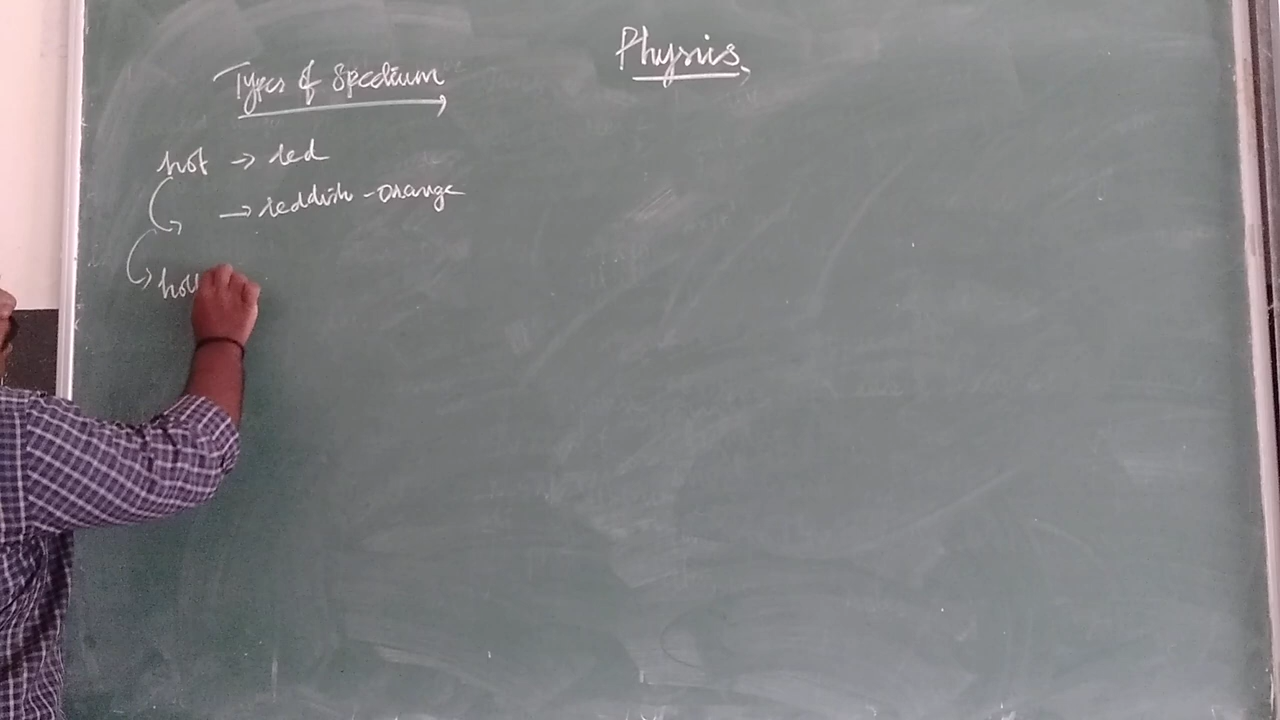 Physics
Types of Spectrum
hot → red
→ reddish-orange